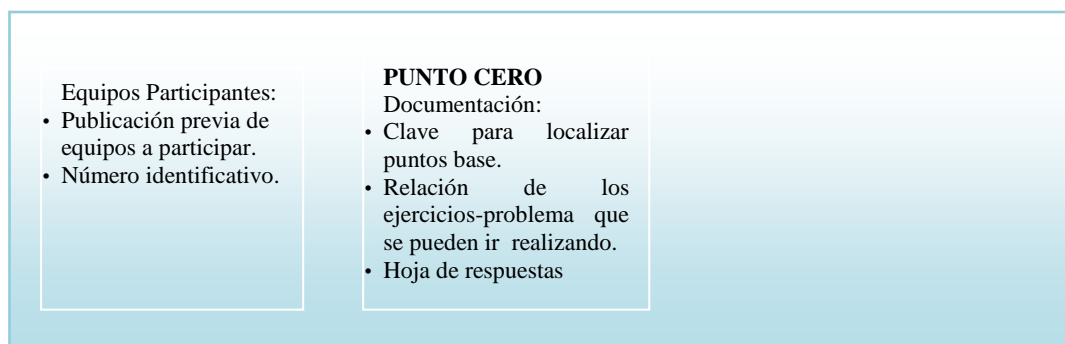 Equipos Participantes:
• Publicación previa de
equipos a participar.
• Número identificativo.
PUNTO CERO
Documentación:
• Clave para localizar
puntos base.
• Relación de los
ejercicios-problema que
se pueden ir realizando.
• Hoja de respuestas